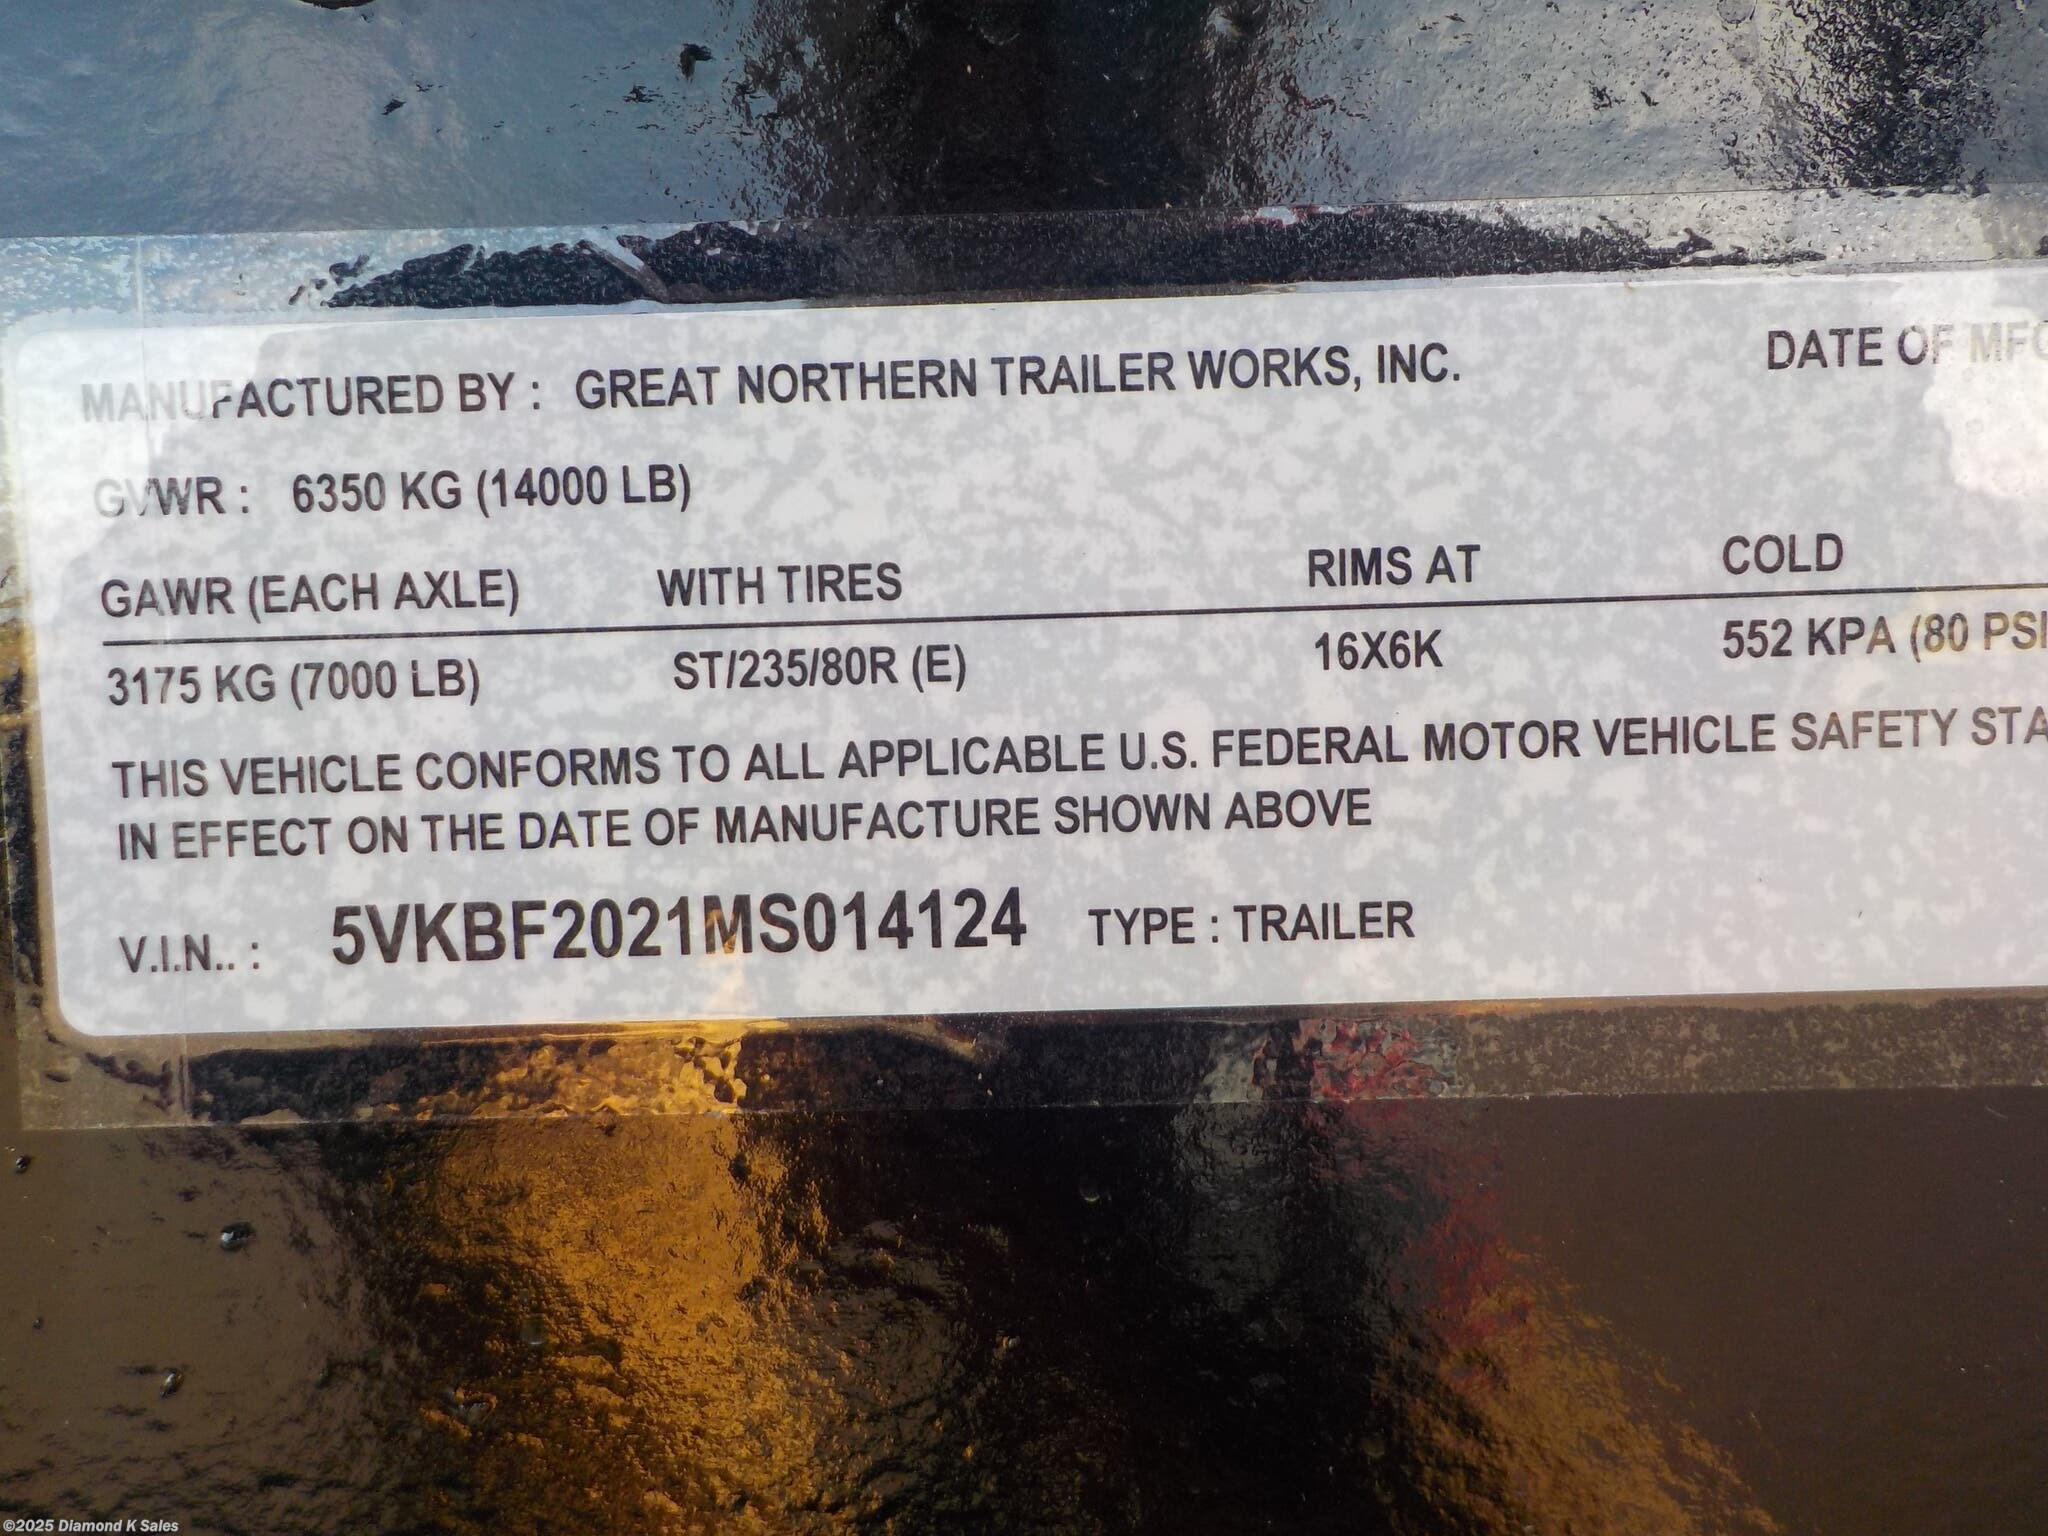 MANUFACTURED BY : GREAT NORTHERN TRAILER WORKS, INC. DATE OF MFG
GVWR : 6350 KG (14000 LB)
GAWR (EACH AXLE) WITH TIRES RIMS AT COLD
3175 KG (7000 LB) ST/235/80R (E) 16X6K 552 KPA (80 PSI
THIS VEHICLE CONFORMS TO ALL APPLICABLE U.S. FEDERAL MOTOR VEHICLE SAFETY STA
IN EFFECT ON THE DATE OF MANUFACTURE SHOWN ABOVE
V.I.N.. : 5VKBF2021MS014124 TYPE : TRAILER
©2025 Diamond K Sales